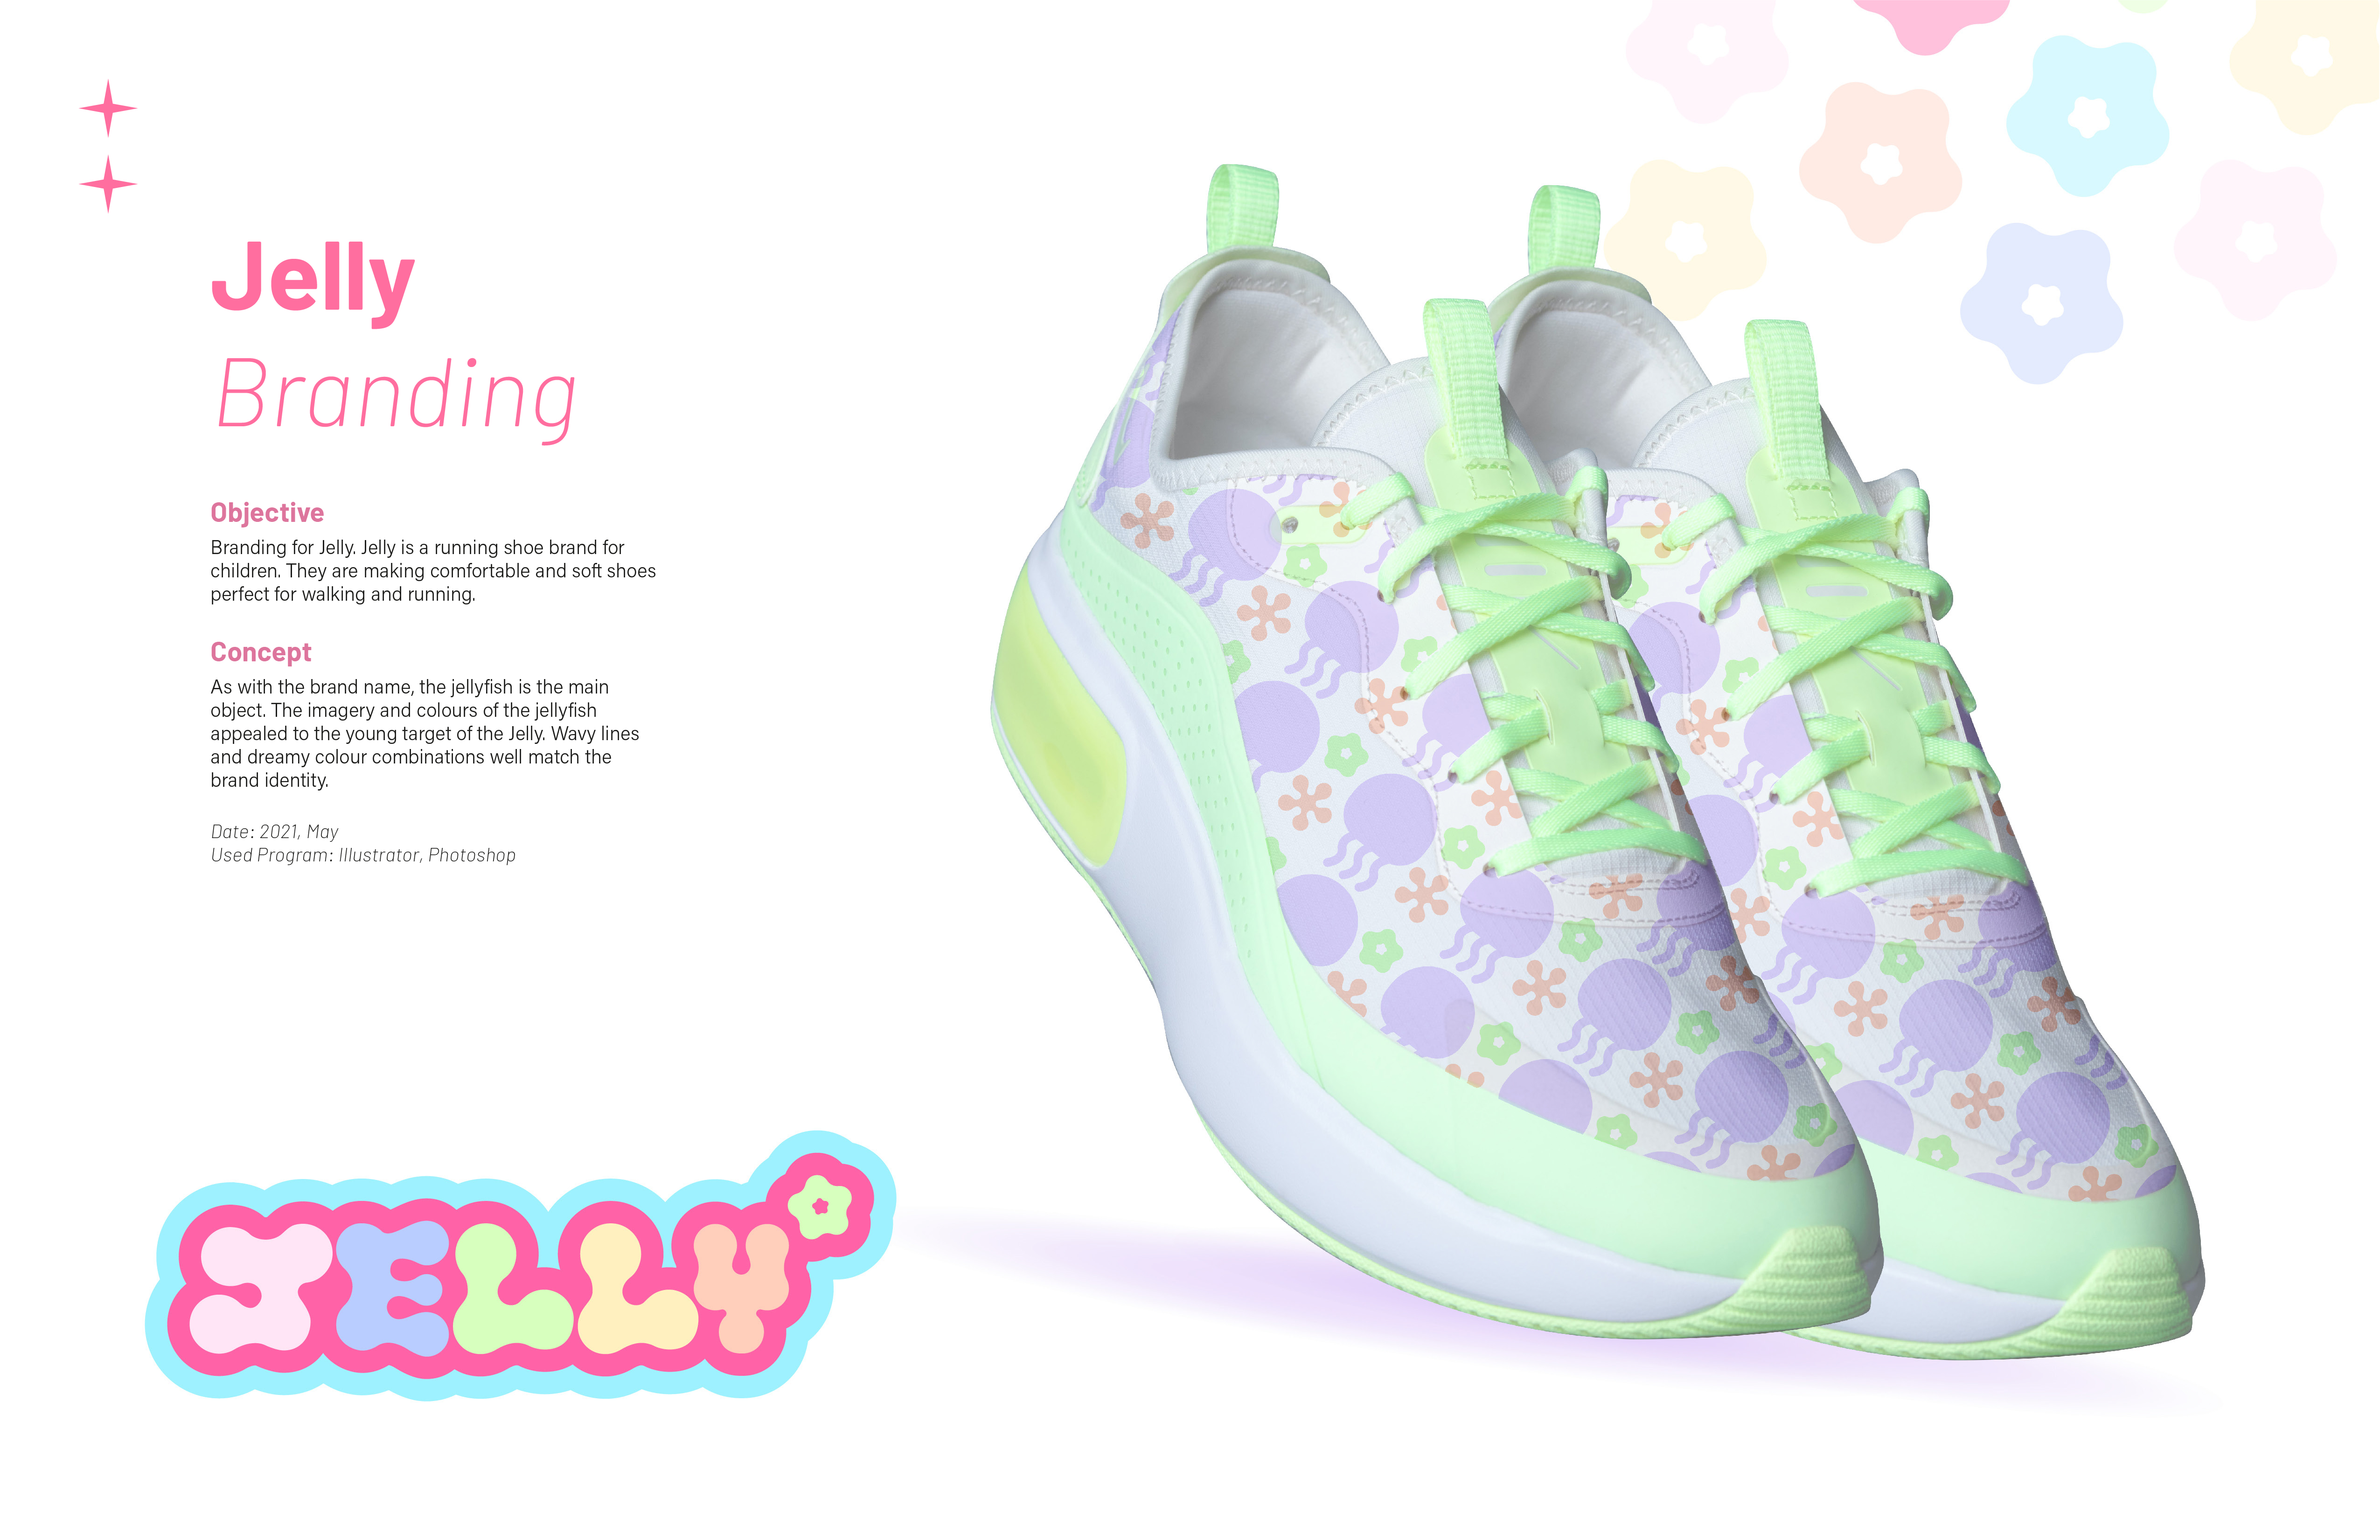 Jelly
Branding
Objective
Branding for Jelly. Jelly is a running shoe brand for
children. They are making comfortable and soft shoes
perfect for walking and running.
Concept
As with the brand name, the jellyfish is the main
object. The imagery and colours of the jellyfish
appealed to the young target of the Jelly. Wavy lines
and dreamy colour combinations well match the
brand identity.
Date: 2021, May
Used Program: Illustrator, Photoshop
JELLY